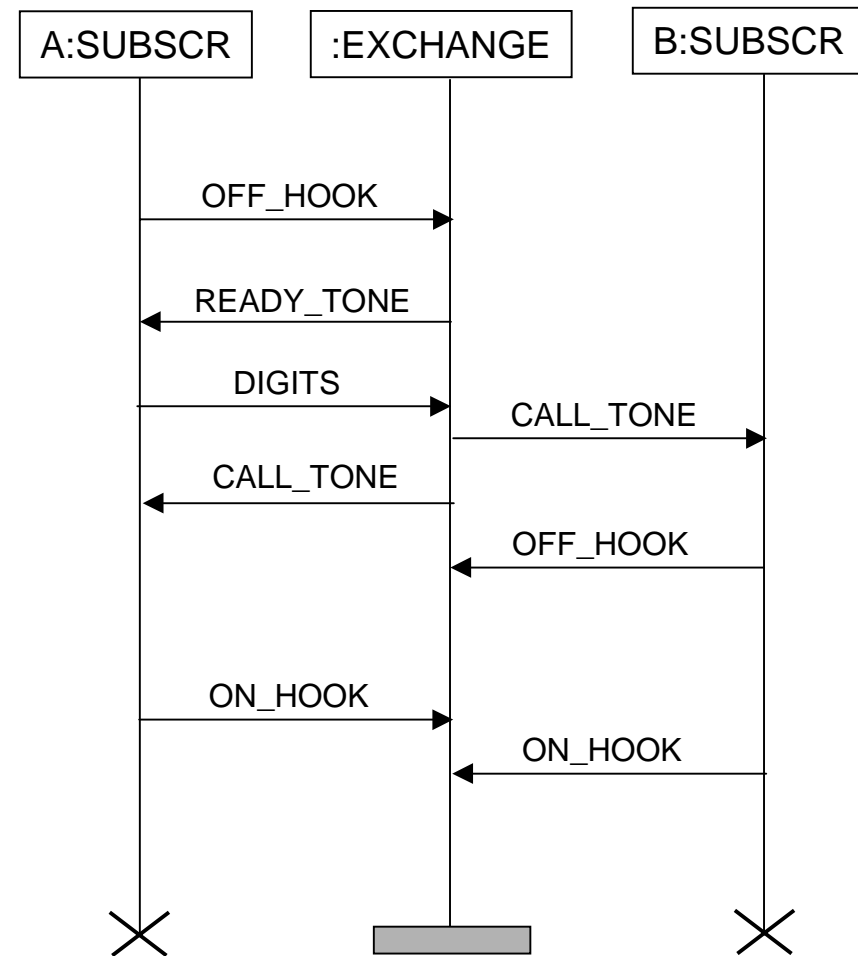 A:SUBSCR
:EXCHANGE
B:SUBSCR
OFF_HOOK
READY_TONE
DIGITS
CALL_TONE
CALL_TONE
OFF_HOOK
ON_HOOK
ON_HOOK